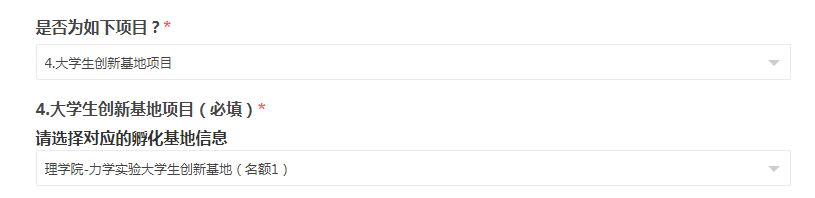 是否为如下项目？*
4.大学生创新基地项目
4.大学生创新基地项目（必填）*
请选择对应的孵化基地信息
理学院-力学实验大学生创新基地（名额1）